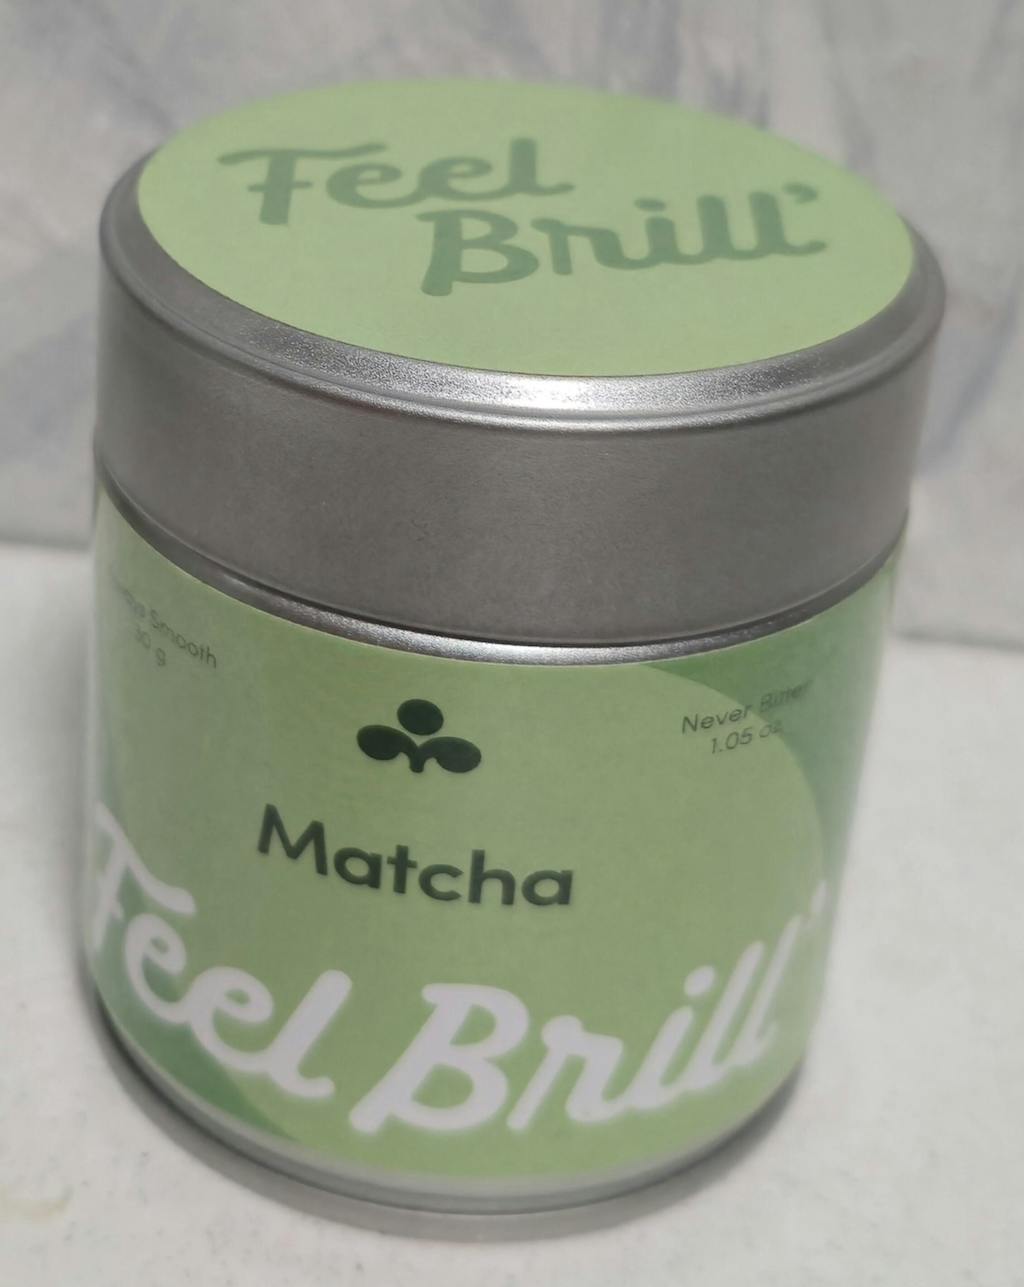 Feel
Brill'
Smooth
30 g
Never Bitter
1.05 oz
Matcha
Feel Brill'